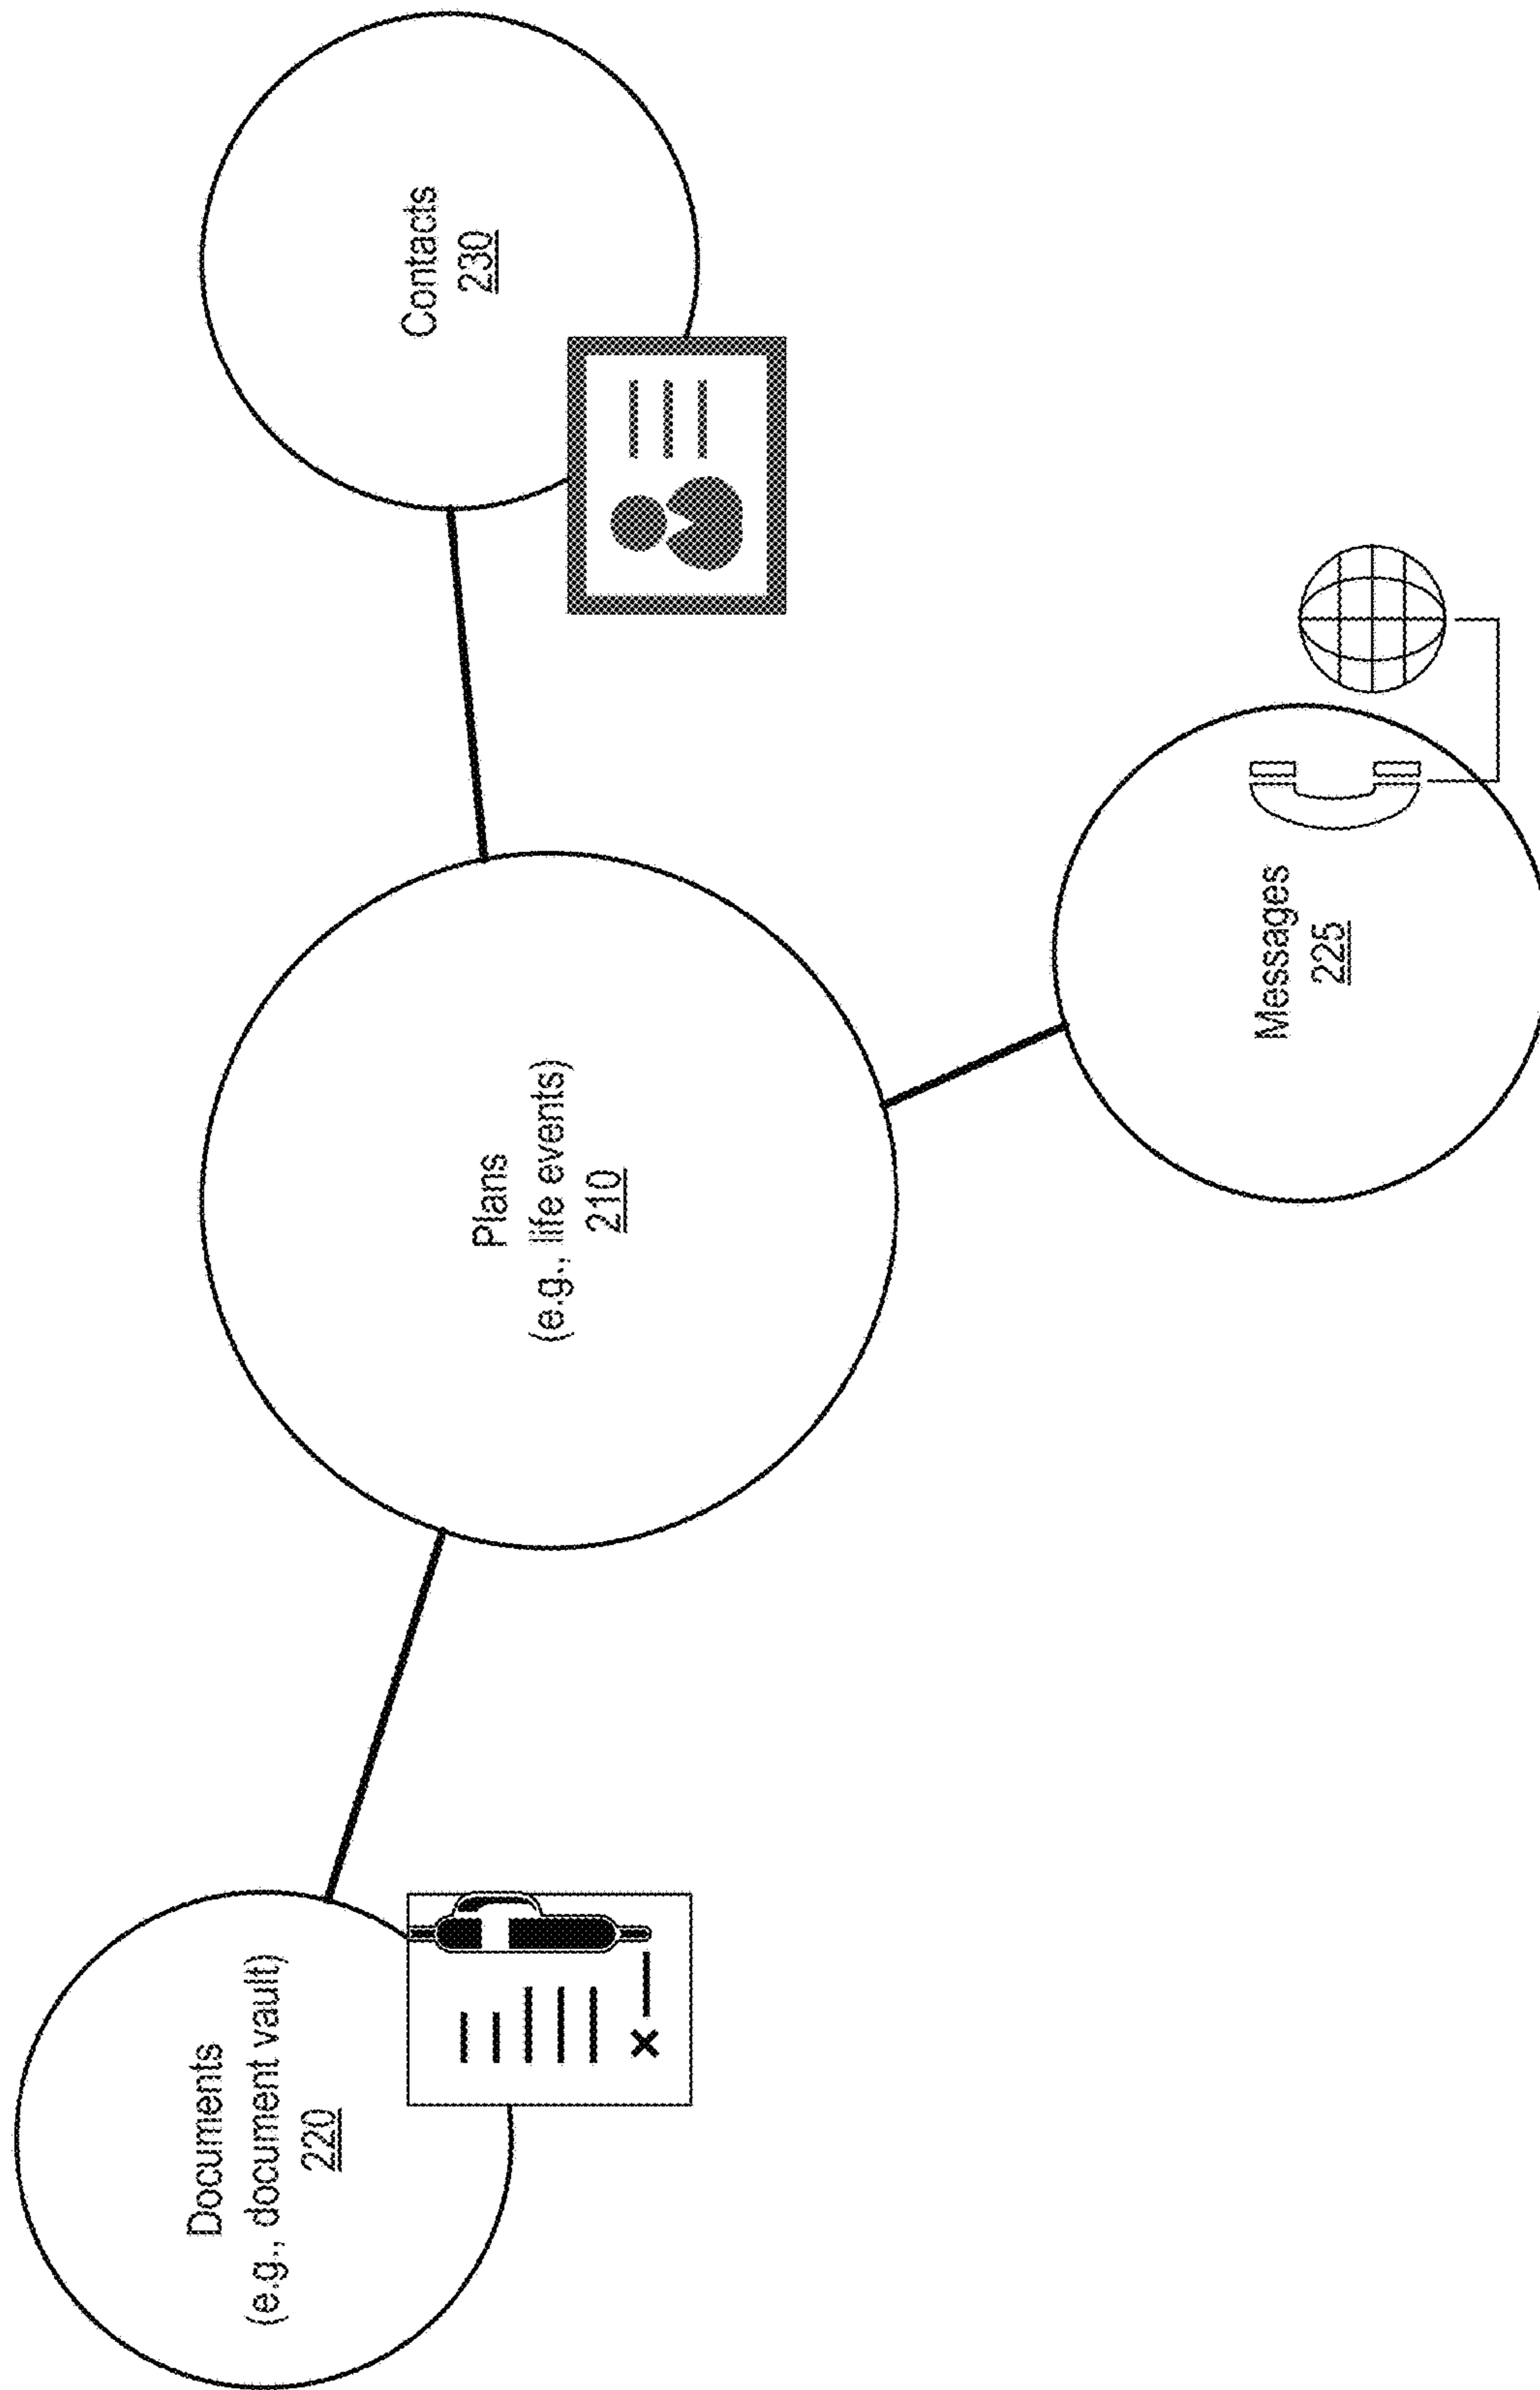 Documents
(e.g., document vault)
220
Plans
(e.g., life events)
210
Contacts
230
Messages
225